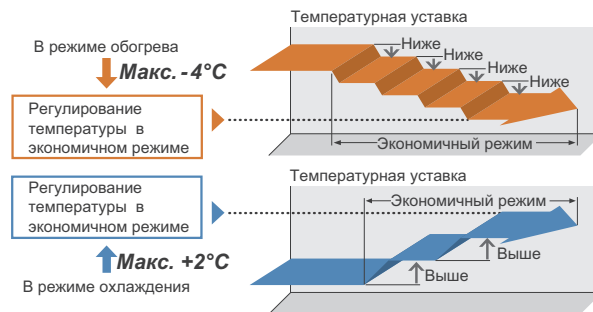 Температурная уставка
В режиме обогрева
Макс. -4°C
Ниже
Ниже
Ниже
Ниже
Регулирование
температуры в
экономичном режиме
Экономичный режим
Температурная уставка
Регулирование
температуры в
экономичном режиме
Экономичный режим
Выше
Выше
Макс. +2°C
В режиме охлаждения